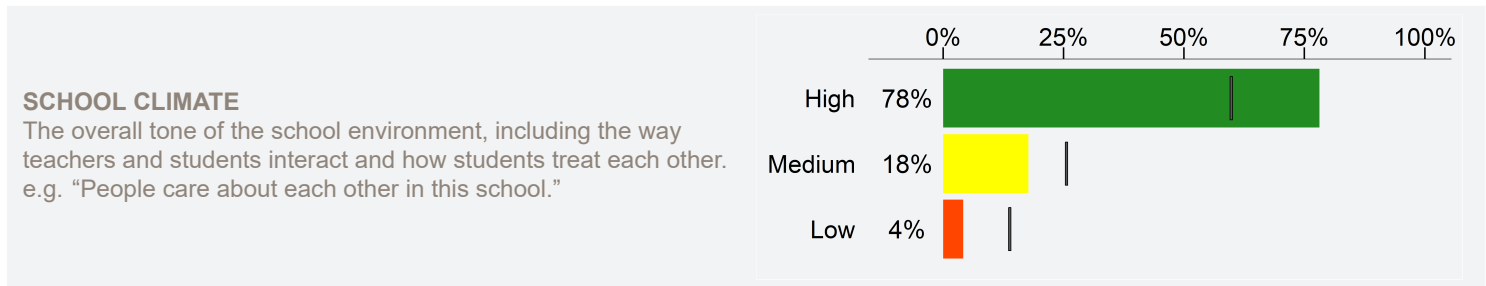 SCHOOL CLIMATE
The overall tone of the school environment, including the way
teachers and students interact and how students treat each other.
e.g. “People care about each other in this school.”
0% 25% 50% 75% 100%
High 78%
Medium 18%
Low 4%